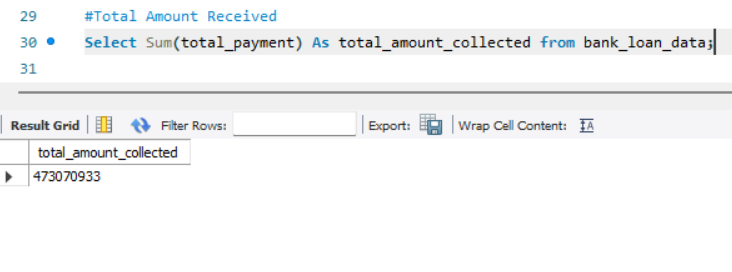 29 #Total Amount Received
30 Select Sum(total_payment) As total_amount_collected from bank_loan_data;
31
Result Grid Filter Rows: Export: Wrap Cell Content: IA
total_amount_collected
473070933